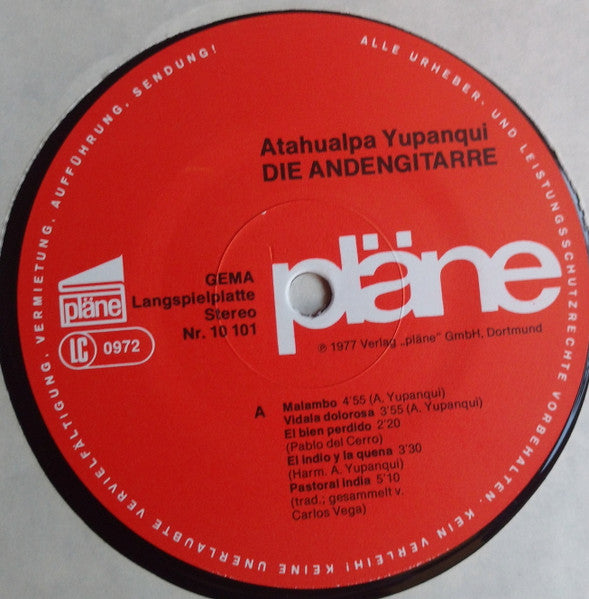 ALLE URHEBER- UND LEISTUNGSSCHUTZRECHTE VORBEHALTEN. KEIN VERLEIH! KEINE UNERLAUBTE VERVIELFÄLTIGUNG, VERMIETUNG, AUFFÜHRUNG, SENDUNG!
Atahualpa Yupanqui
DIE ANDENGITARRE
pläne
pläne
LC 0972
GEMA
Langspielplatte
Stereo
Nr. 10 101
℗ 1977 Verlag „pläne" GmbH, Dortmund
A
Malambo 4'55 (A. Yupanqui)
Vidala dolorosa 3'55 (A. Yupanqui)
El bien perdido 2'20
(Pablo del Cerro)
El indio y la quena 3'30
(Harm. A. Yupanqui)
Pastoral india 5'10
(trad.; gesammelt v.
Carlos Vega)